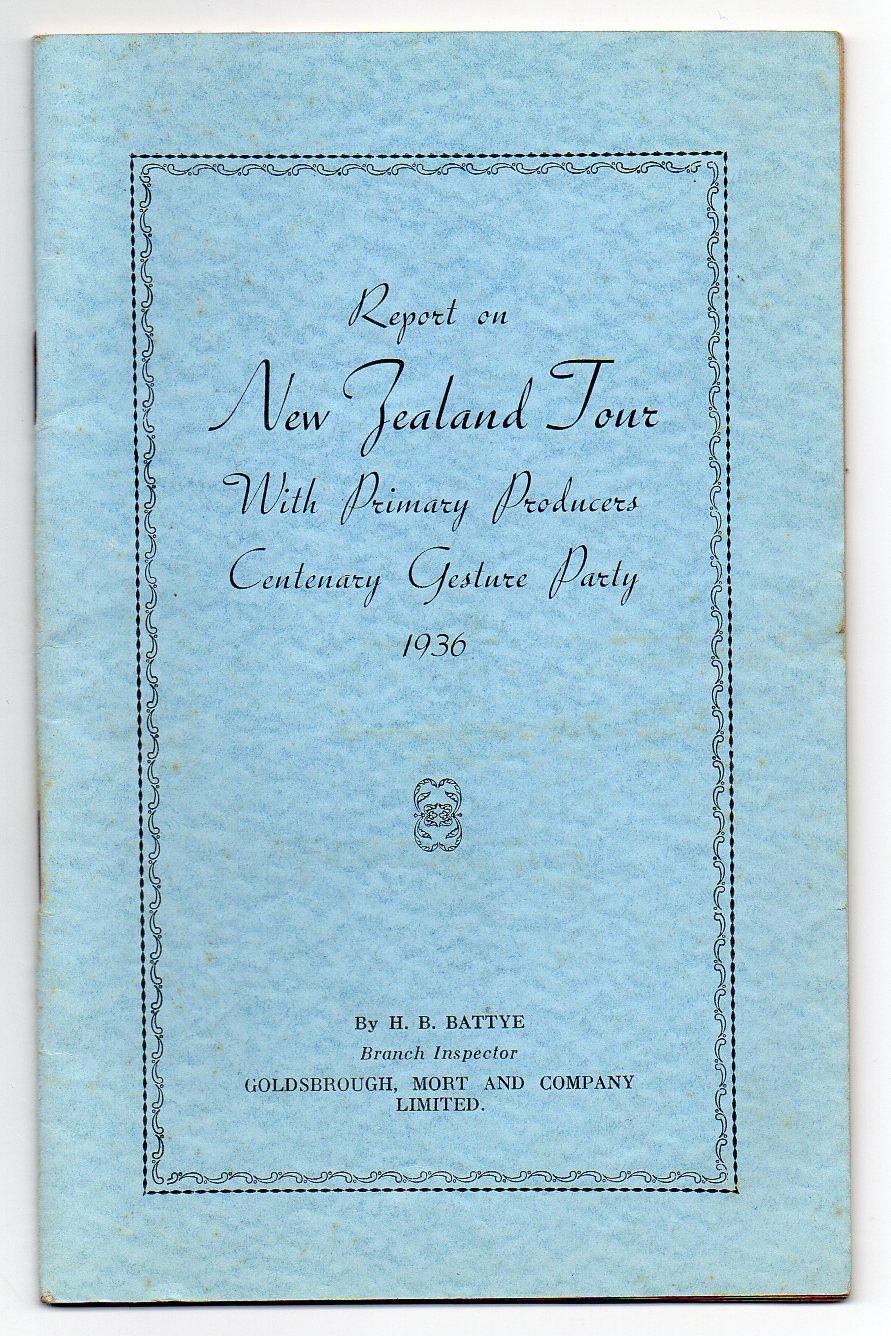 Report on
New Zealand Tour
With Primary Producers
Centenary Gesture Party
1936
By H. B. BATTYE
Branch Inspector
GOLDSBROUGH, MORT AND COMPANY
LIMITED.